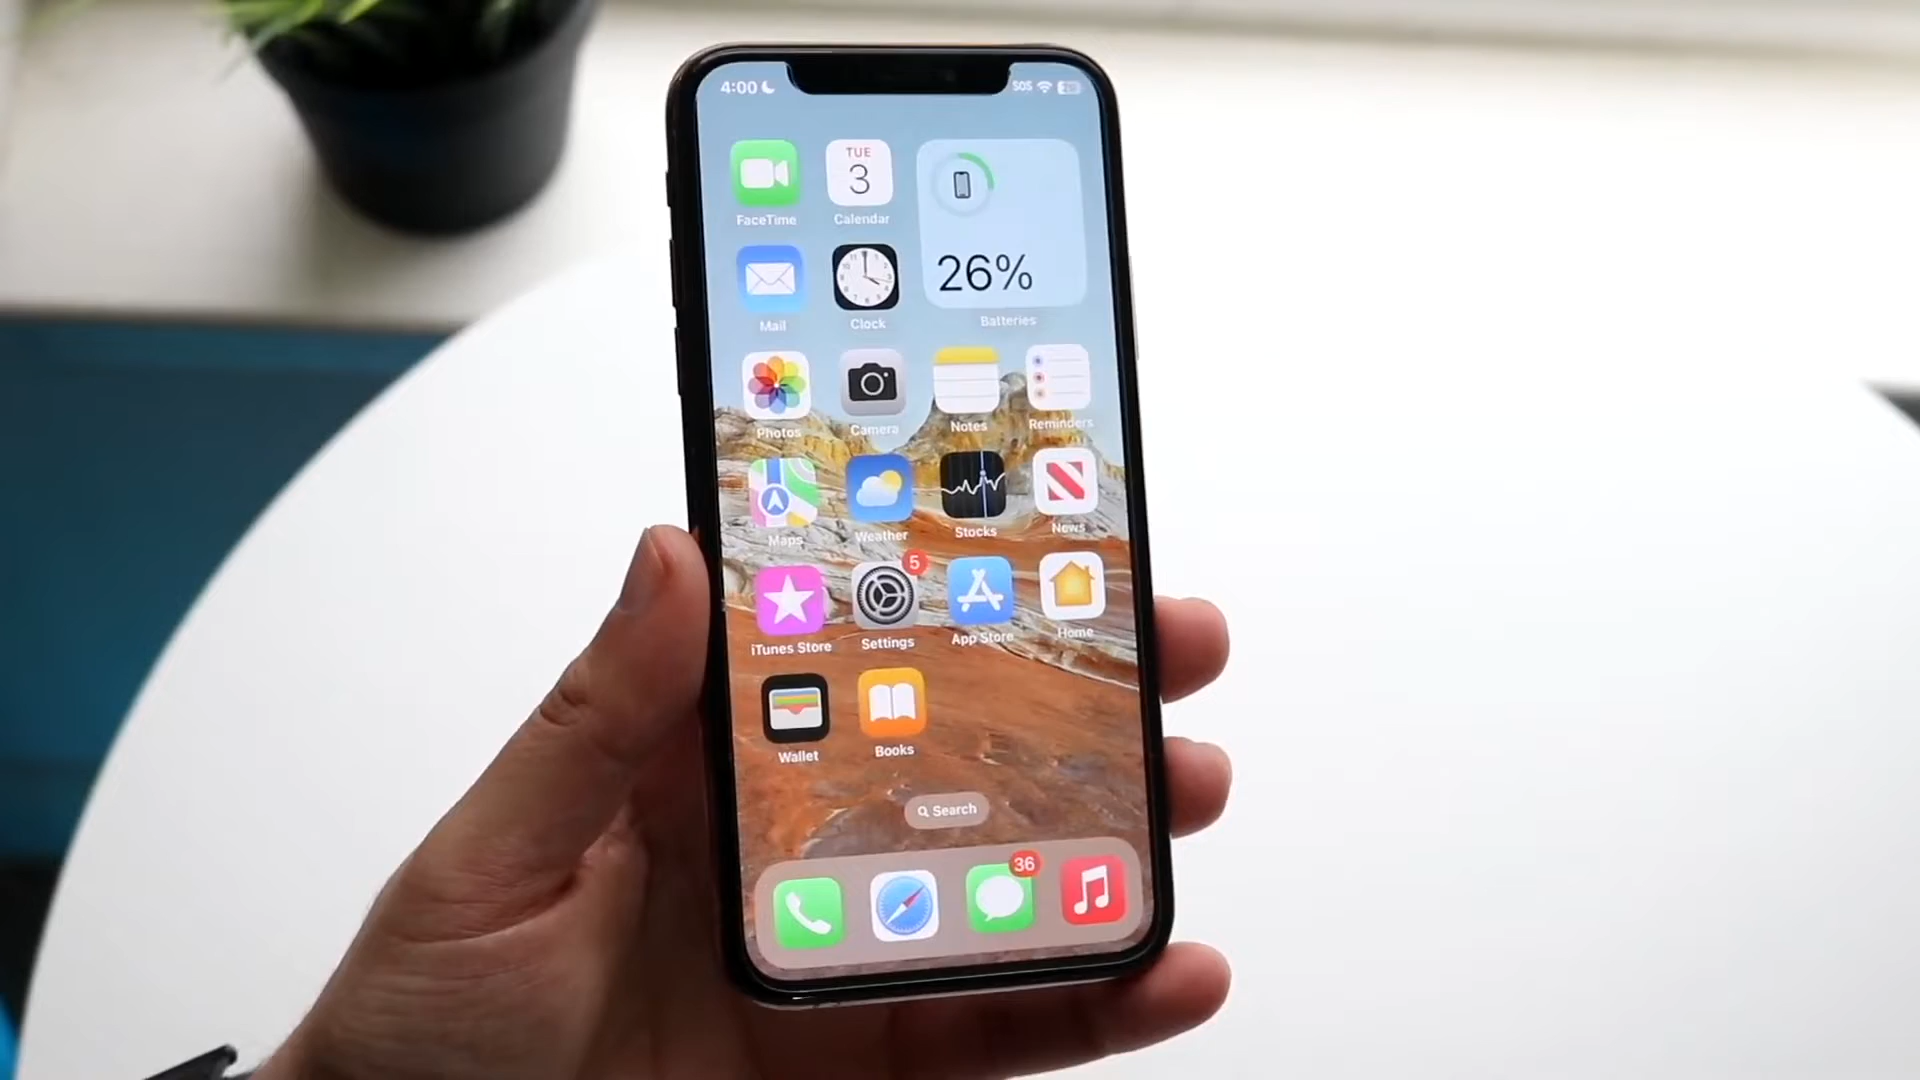 4:00
SOS
TUE
3
FaceTime
Calendar
26%
Mail
Clock
Batteries
Photos
Camera
Notes
Reminders
Maps
Weather
Stocks
News
5
iTunes Store
Settings
App Store
Home
Wallet
Books
Search
36